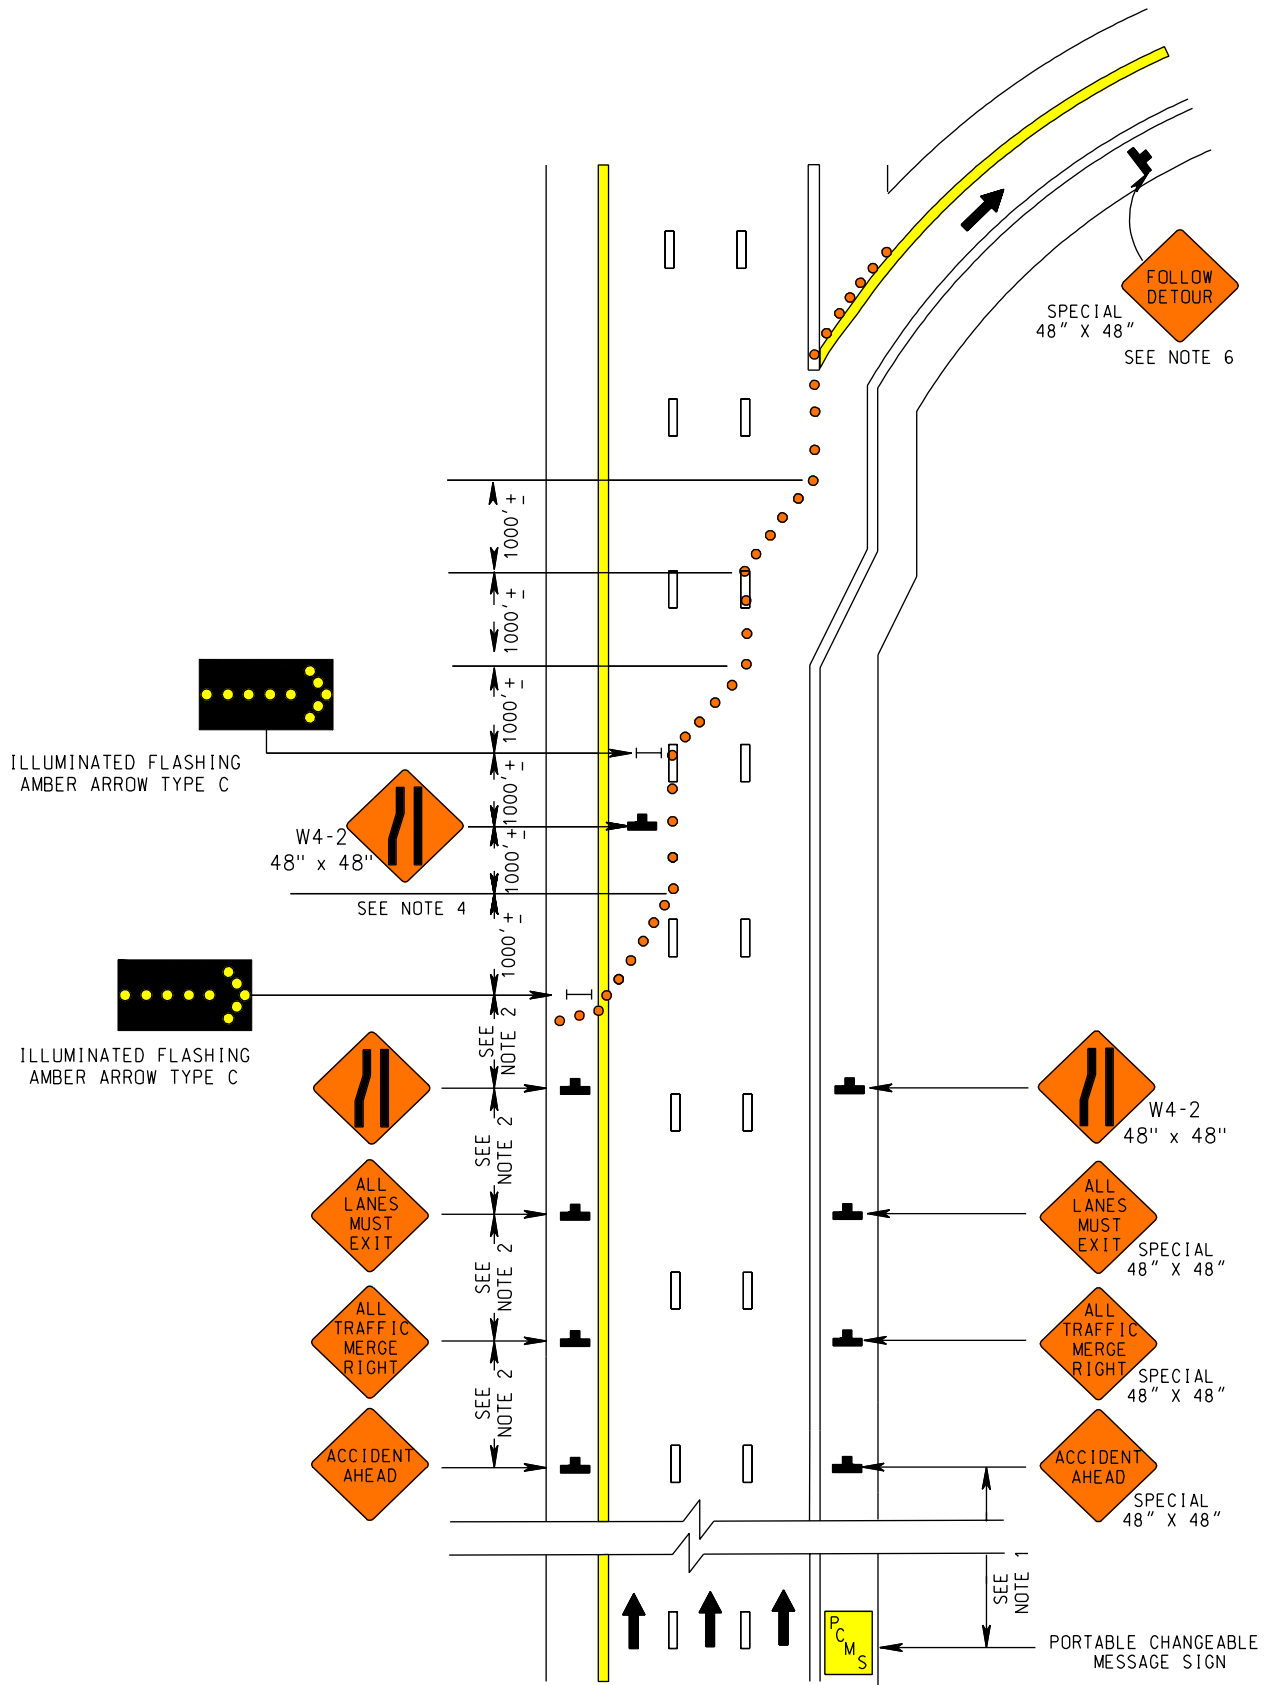 FOLLOW
DETOUR
SPECIAL
48" X 48"
SEE NOTE 6
1000'±
1000'±
1000'±
ILLUMINATED FLASHING
AMBER ARROW TYPE C
1000'±
W4-2
48" x 48"
1000'±
SEE NOTE 4
1000'±
ILLUMINATED FLASHING
AMBER ARROW TYPE C
SEE
NOTE 2
W4-2
48" x 48"
SEE
NOTE 2
ALL
LANES
MUST
EXIT
ALL
LANES
MUST
EXIT
SPECIAL
48" X 48"
SEE
NOTE 2
ALL
TRAFFIC
MERGE
RIGHT
ALL
TRAFFIC
MERGE
RIGHT
SPECIAL
48" X 48"
SEE
NOTE 2
ACCIDENT
AHEAD
ACCIDENT
AHEAD
SPECIAL
48" X 48"
SEE
NOTE 1
PCMS
PORTABLE CHANGEABLE
MESSAGE SIGN